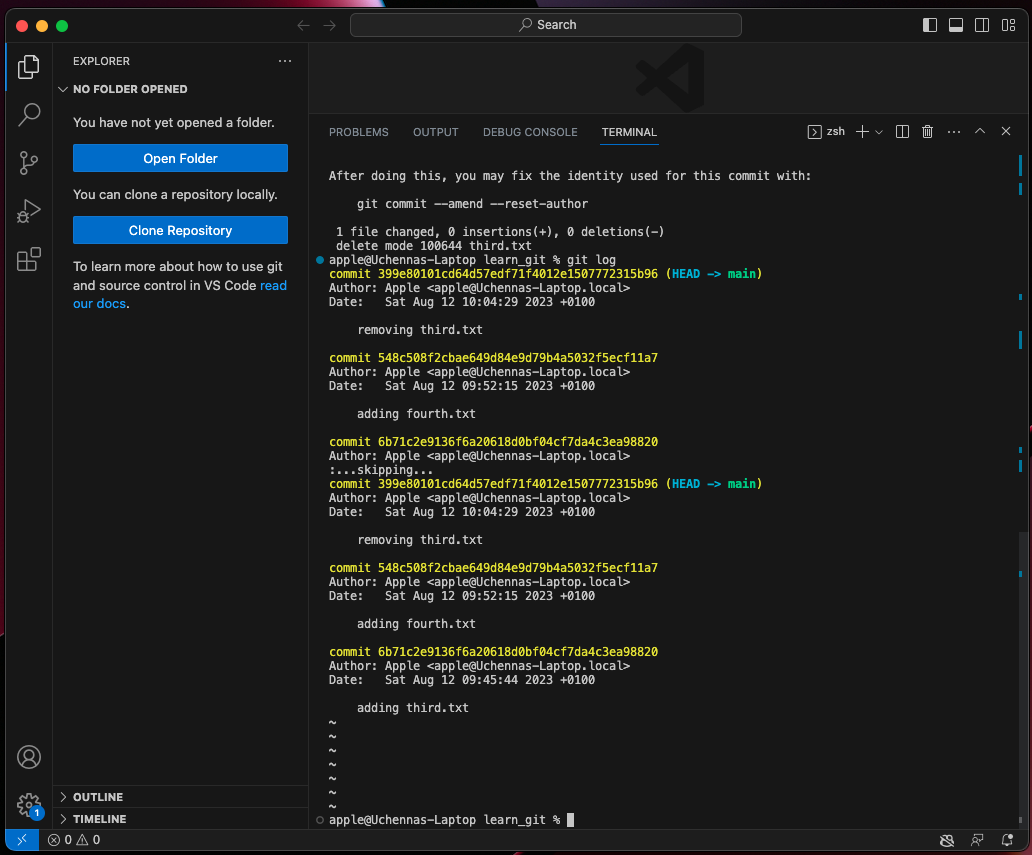 Search
EXPLORER
NO FOLDER OPENED
You have not yet opened a folder.
Open Folder
You can clone a repository locally.
Clone Repository
To learn more about how to use git
and source control in VS Code read
our docs.
OUTLINE
TIMELINE
1
0 0
PROBLEMS OUTPUT DEBUG CONSOLE TERMINAL
zsh
After doing this, you may fix the identity used for this commit with:
git commit --amend --reset-author
1 file changed, 0 insertions(+), 0 deletions(-)
delete mode 100644 third.txt
apple@Uchennas-Laptop learn_git % git log
commit 399e80101cd64d57edf71f4012e1507772315b96 (HEAD -> main)
Author: Apple <apple@Uchennas-Laptop.local>
Date:   Sat Aug 12 10:04:29 2023 +0100
removing third.txt
commit 548c508f2cbae649d84e9d79b4a5032f5ecf11a7
Author: Apple <apple@Uchennas-Laptop.local>
Date:   Sat Aug 12 09:52:15 2023 +0100
adding fourth.txt
commit 6b71c2e9136f6a20618d0bf04cf7da4c3ea98820
Author: Apple <apple@Uchennas-Laptop.local>
:...skipping...
commit 399e80101cd64d57edf71f4012e1507772315b96 (HEAD -> main)
Author: Apple <apple@Uchennas-Laptop.local>
Date:   Sat Aug 12 10:04:29 2023 +0100
removing third.txt
commit 548c508f2cbae649d84e9d79b4a5032f5ecf11a7
Author: Apple <apple@Uchennas-Laptop.local>
Date:   Sat Aug 12 09:52:15 2023 +0100
adding fourth.txt
commit 6b71c2e9136f6a20618d0bf04cf7da4c3ea98820
Author: Apple <apple@Uchennas-Laptop.local>
Date:   Sat Aug 12 09:45:44 2023 +0100
adding third.txt
~
~
~
~
~
~
~
apple@Uchennas-Laptop learn_git %